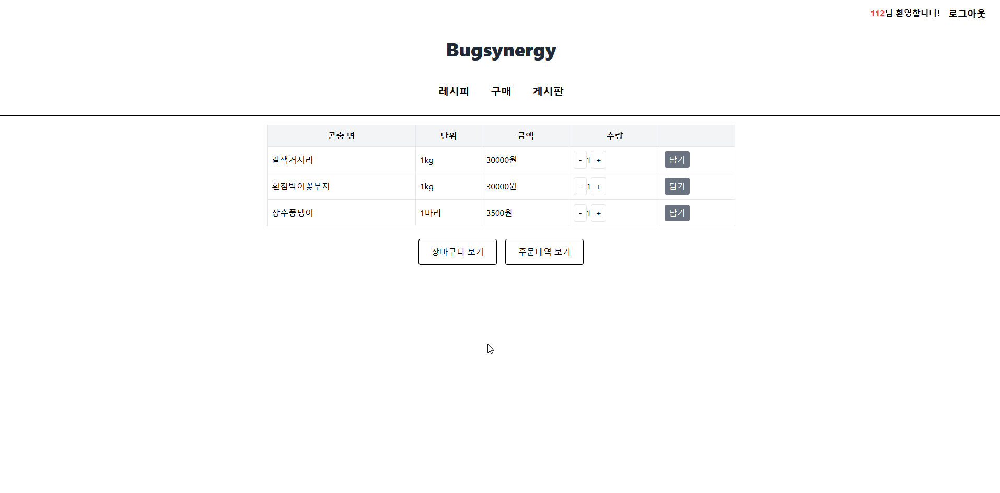 112님 환영합니다! 로그아웃
Bugsynergy
레시피 구매 게시판
곤충 명 단위 금액 수량
갈색거저리 1kg 30000원 - 1 + 담기
흰점박이꽃무지 1kg 30000원 - 1 + 담기
장수풍뎅이 1마리 3500원 - 1 + 담기
장바구니 보기 주문내역 보기